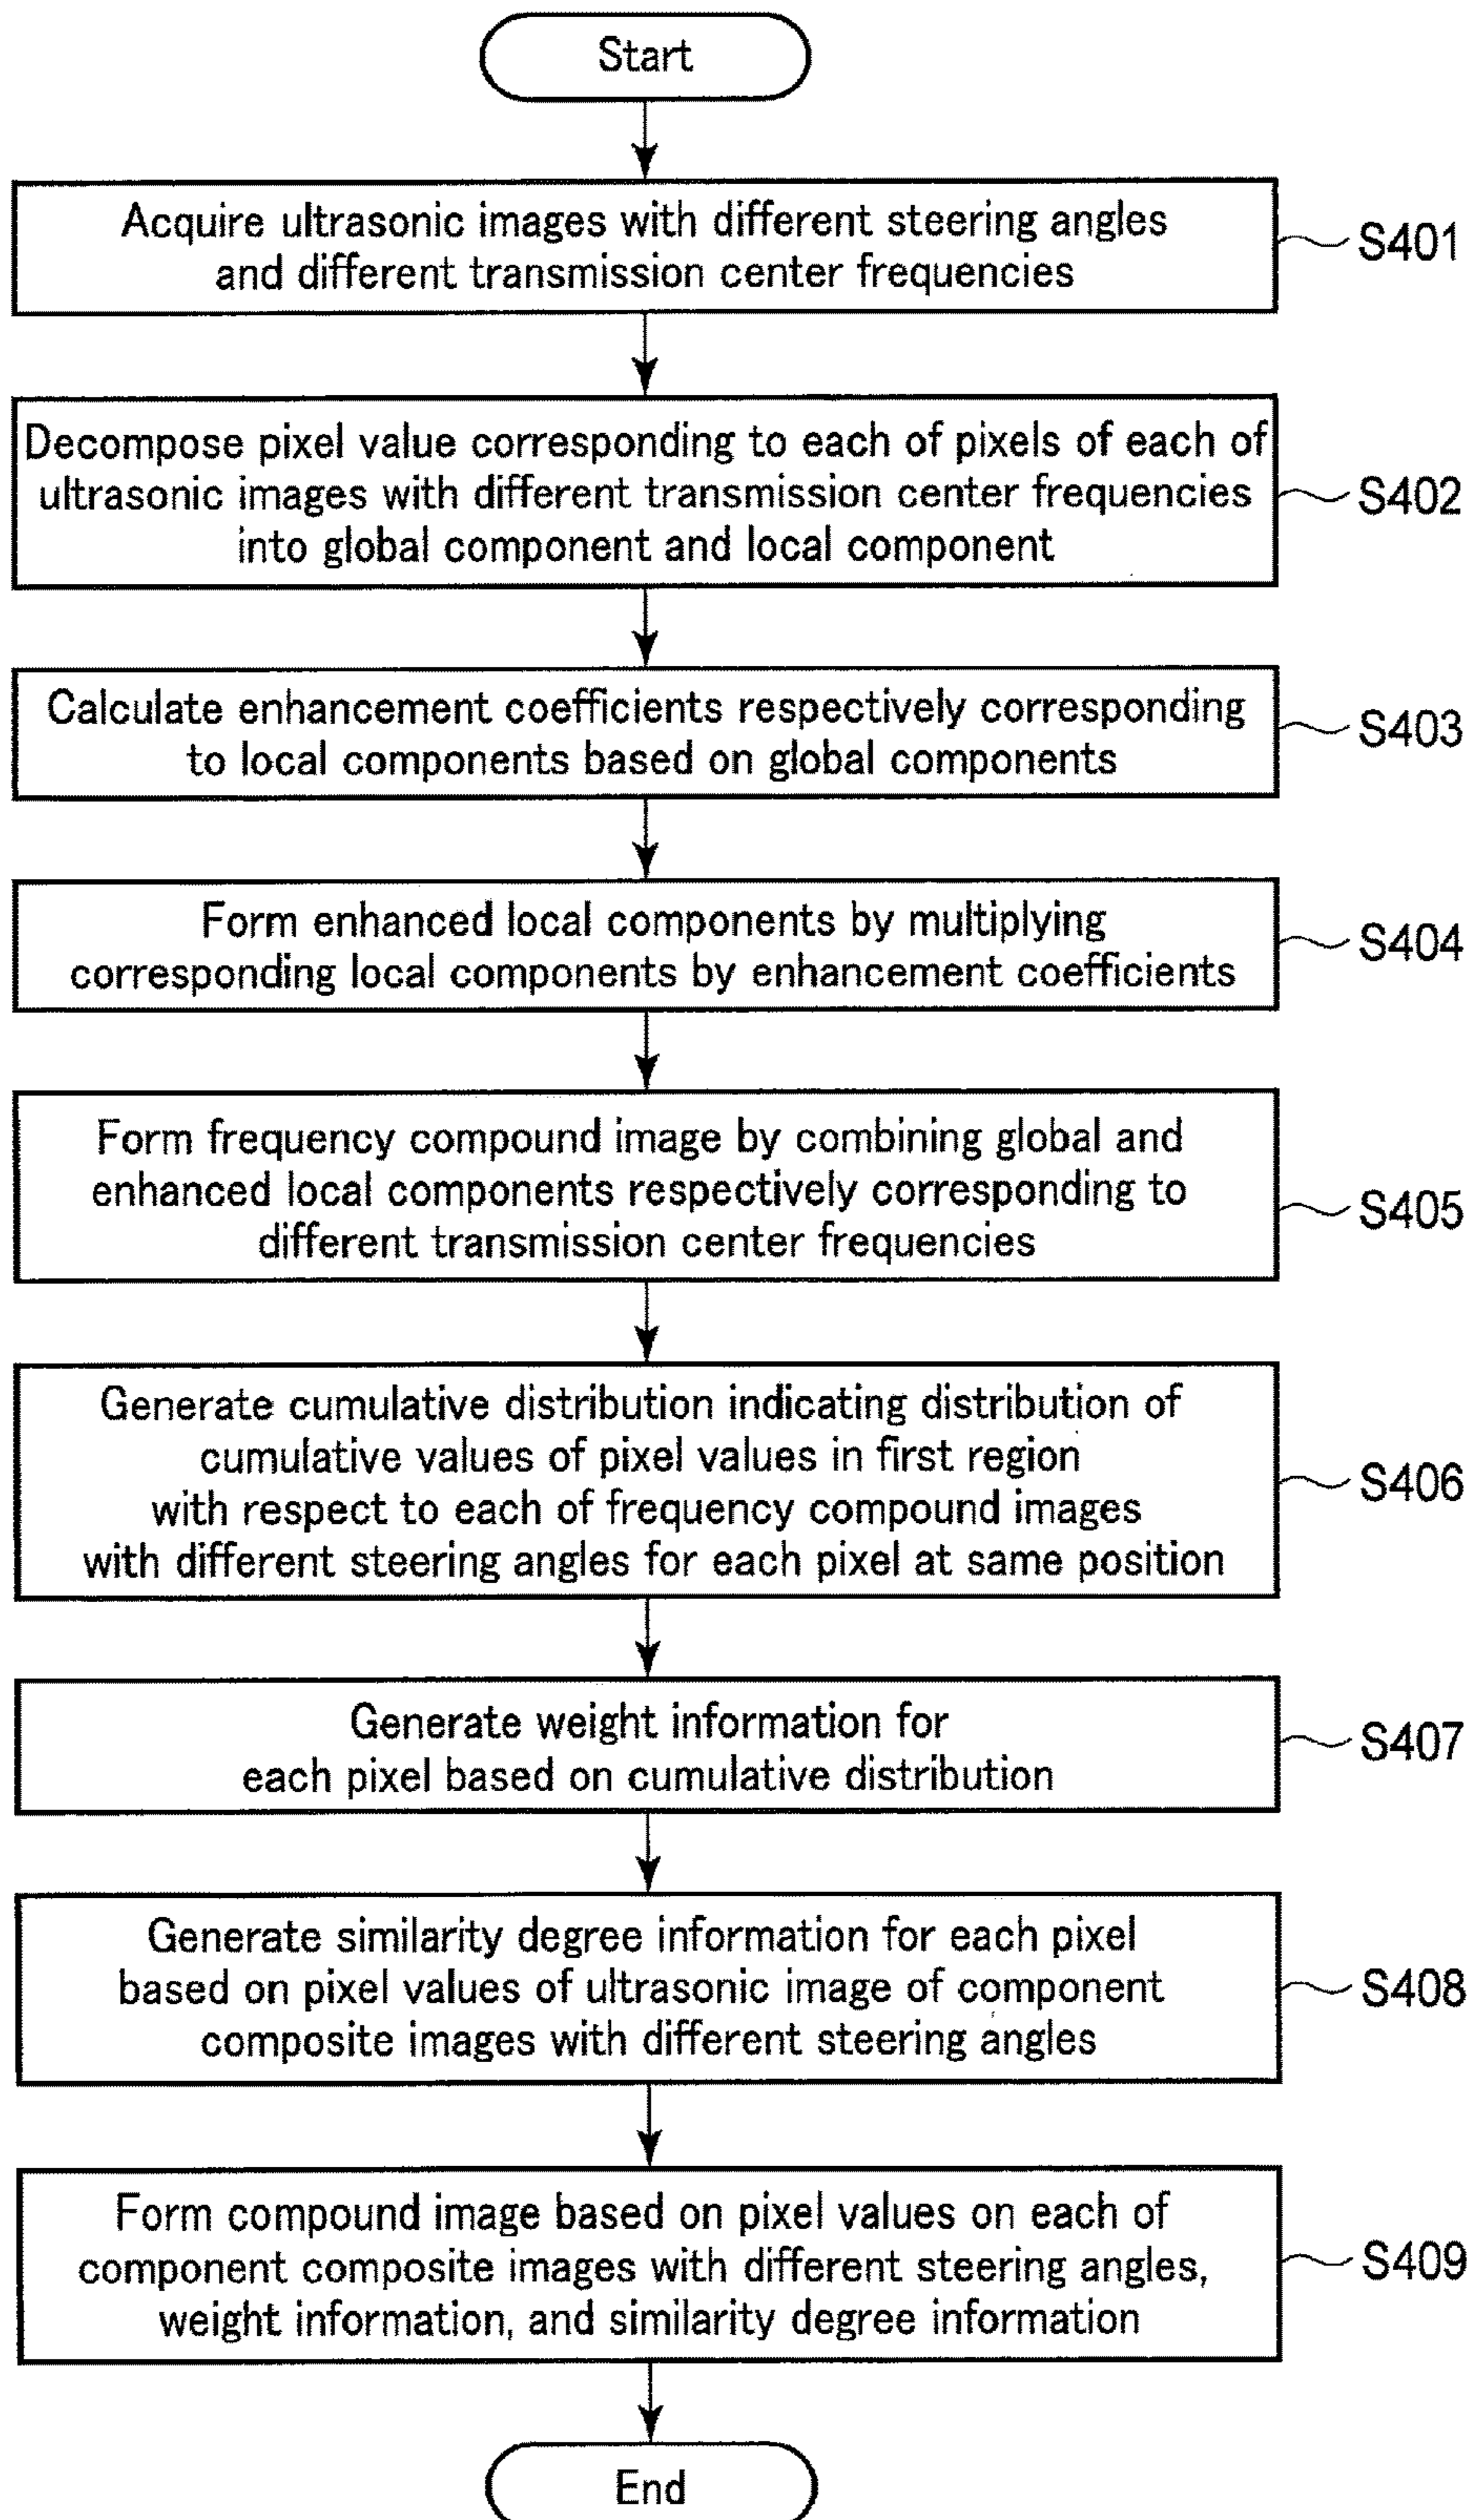 Start
Acquire ultrasonic images with different steering angles
and different transmission center frequencies
S401
Decompose pixel value corresponding to each of pixels of each of
ultrasonic images with different transmission center frequencies
into global component and local component
S402
Calculate enhancement coefficients respectively corresponding
to local components based on global components
S403
Form enhanced local components by multiplying
corresponding local components by enhancement coefficients
S404
Form frequency compound image by combining global and
enhanced local components respectively corresponding to
different transmission center frequencies
S405
Generate cumulative distribution indicating distribution of
cumulative values of pixel values in first region
with respect to each of frequency compound images
with different steering angles for each pixel at same position
S406
Generate weight information for
each pixel based on cumulative distribution
S407
Generate similarity degree information for each pixel
based on pixel values of ultrasonic image of component
composite images with different steering angles
S408
Form compound image based on pixel values on each of
component composite images with different steering angles,
weight information, and similarity degree information
S409
End